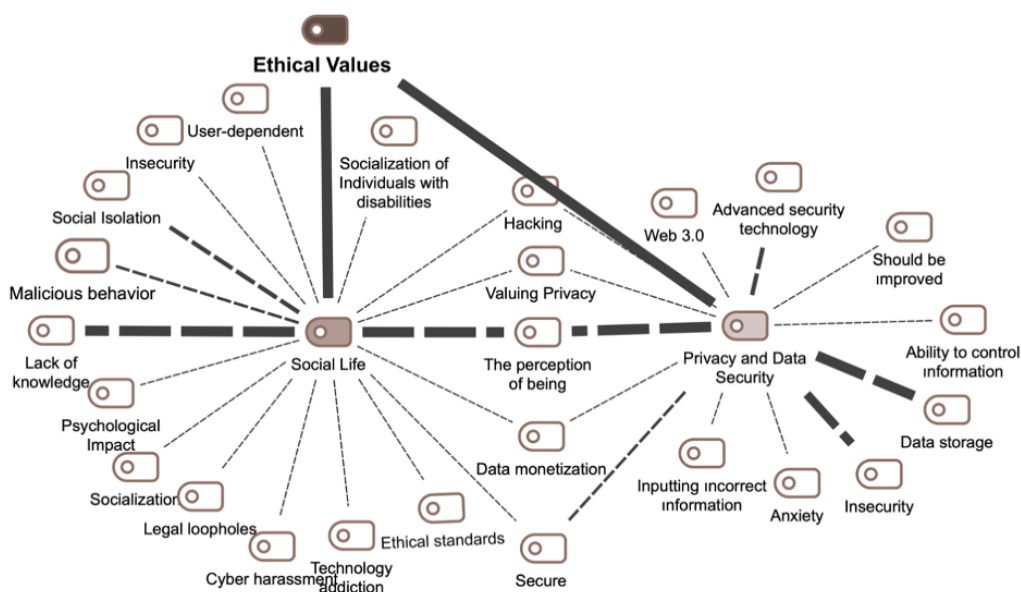 Ethical Values
User-dependent
Insecurity
Socialization of
Individuals with
disabilities
Social Isolation
Hacking
Web 3.0
Advanced security
technology
Should be
improved
Malicious behavior
Valuing Privacy
Lack of
knowledge
Social Life
The perception
of being
Privacy and Data
Security
Ability to control
information
Psychological
Impact
Data storage
Socialization
Data monetization
Inputting incorrect
information
Insecurity
Anxiety
Legal loopholes
Ethical standards
Cyber harassment
Technology
addiction
Secure